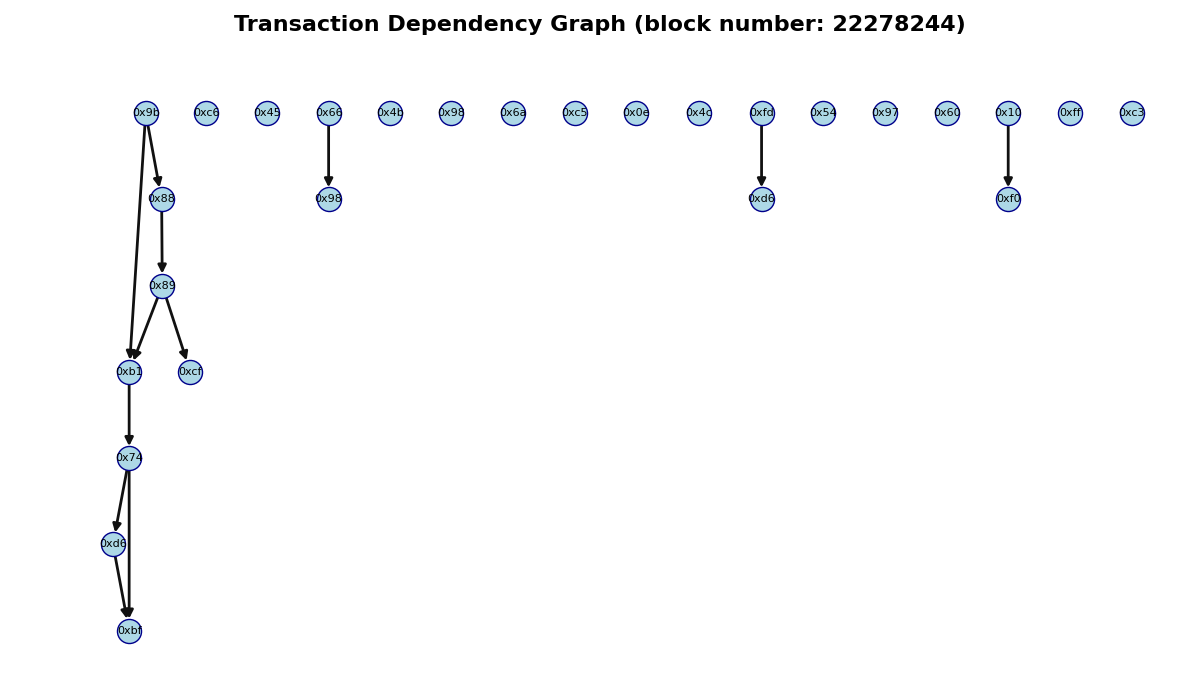 Transaction Dependency Graph (block number: 22278244)
0x9b 0xc6 0x45 0x66 0x4b 0x98 0x6a 0xc5 0x0e 0x4c 0xfd 0x54 0x97 0x60 0x10 0xff 0xc3
0x88 0x98 0xd6 0xf0
0x89
0xb1 0xcf
0x74
0xd6
0xbf